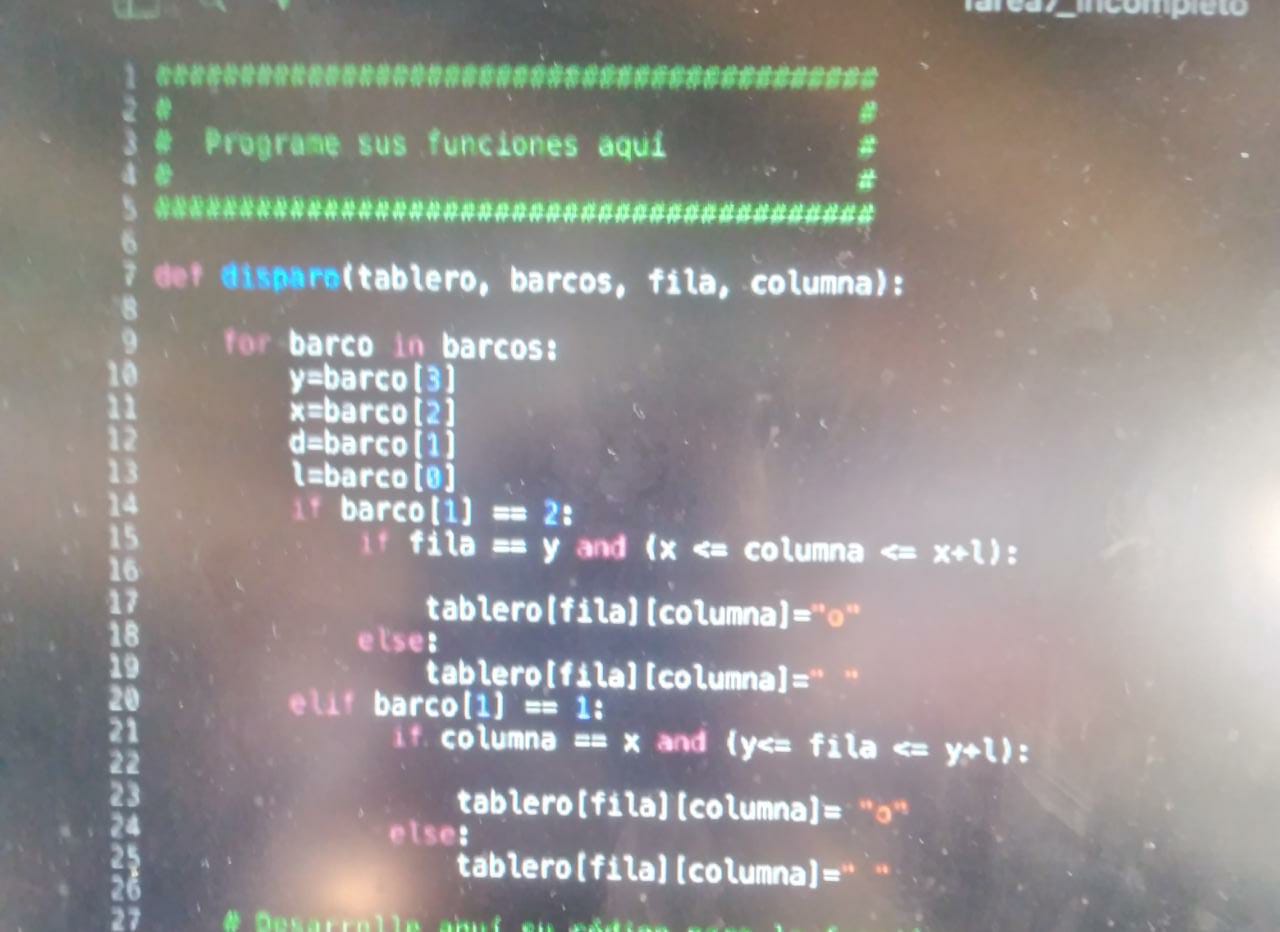 Tarea7_incompleto
1 ##########################################
2 # #
3 # Programe sus funciones aquí #
4 # #
5 ##########################################
6
7 def disparo(tablero, barcos, fila, columna):
8
9 for barco in barcos:
10 y=barco[3]
11 x=barco[2]
12 d=barco[1]
13 l=barco[0]
14 if barco[1] == 2:
15 if fila == y and (x <= columna <= x+l):
16
17 tablero[fila][columna]="o"
18 else:
19 tablero[fila][columna]=" "
20 elif barco[1] == 1:
21 if columna == x and (y<= fila <= y+l):
22
23 tablero[fila][columna]= "o"
24 else:
25 tablero[fila][columna]=" "
26
27 # Desarrolle aquí su código para la